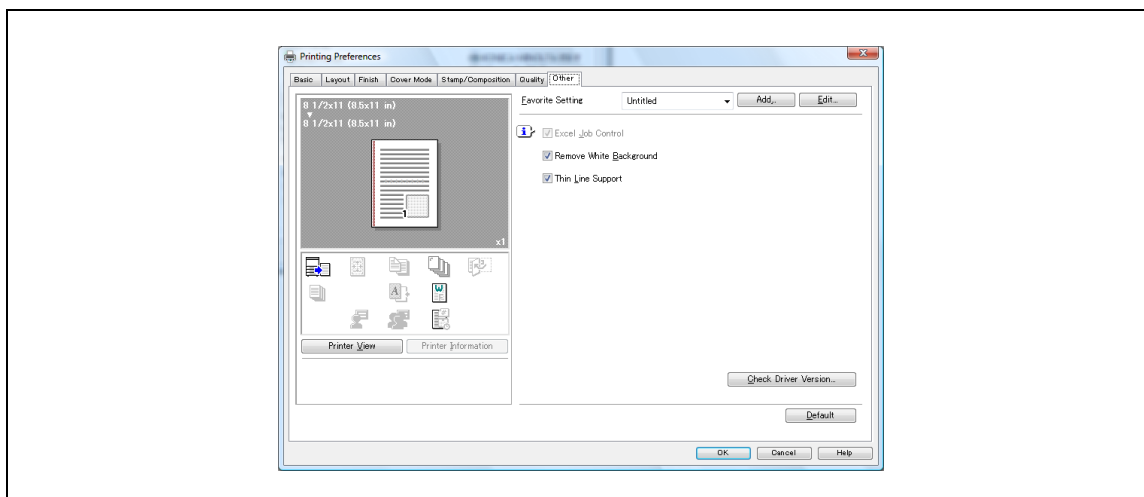 Printing Preferences
Basic Layout Finish Cover Mode Stamp/Composition Quality Other
8 1/2x11 (8.5x11 in)
8 1/2x11 (8.5x11 in)
1
x1
Printer View Printer Information
Favorite Setting Untitled Add... Edit...
Excel Job Control
Remove White Background
Thin Line Support
Check Driver Version...
Default
OK Cancel Help